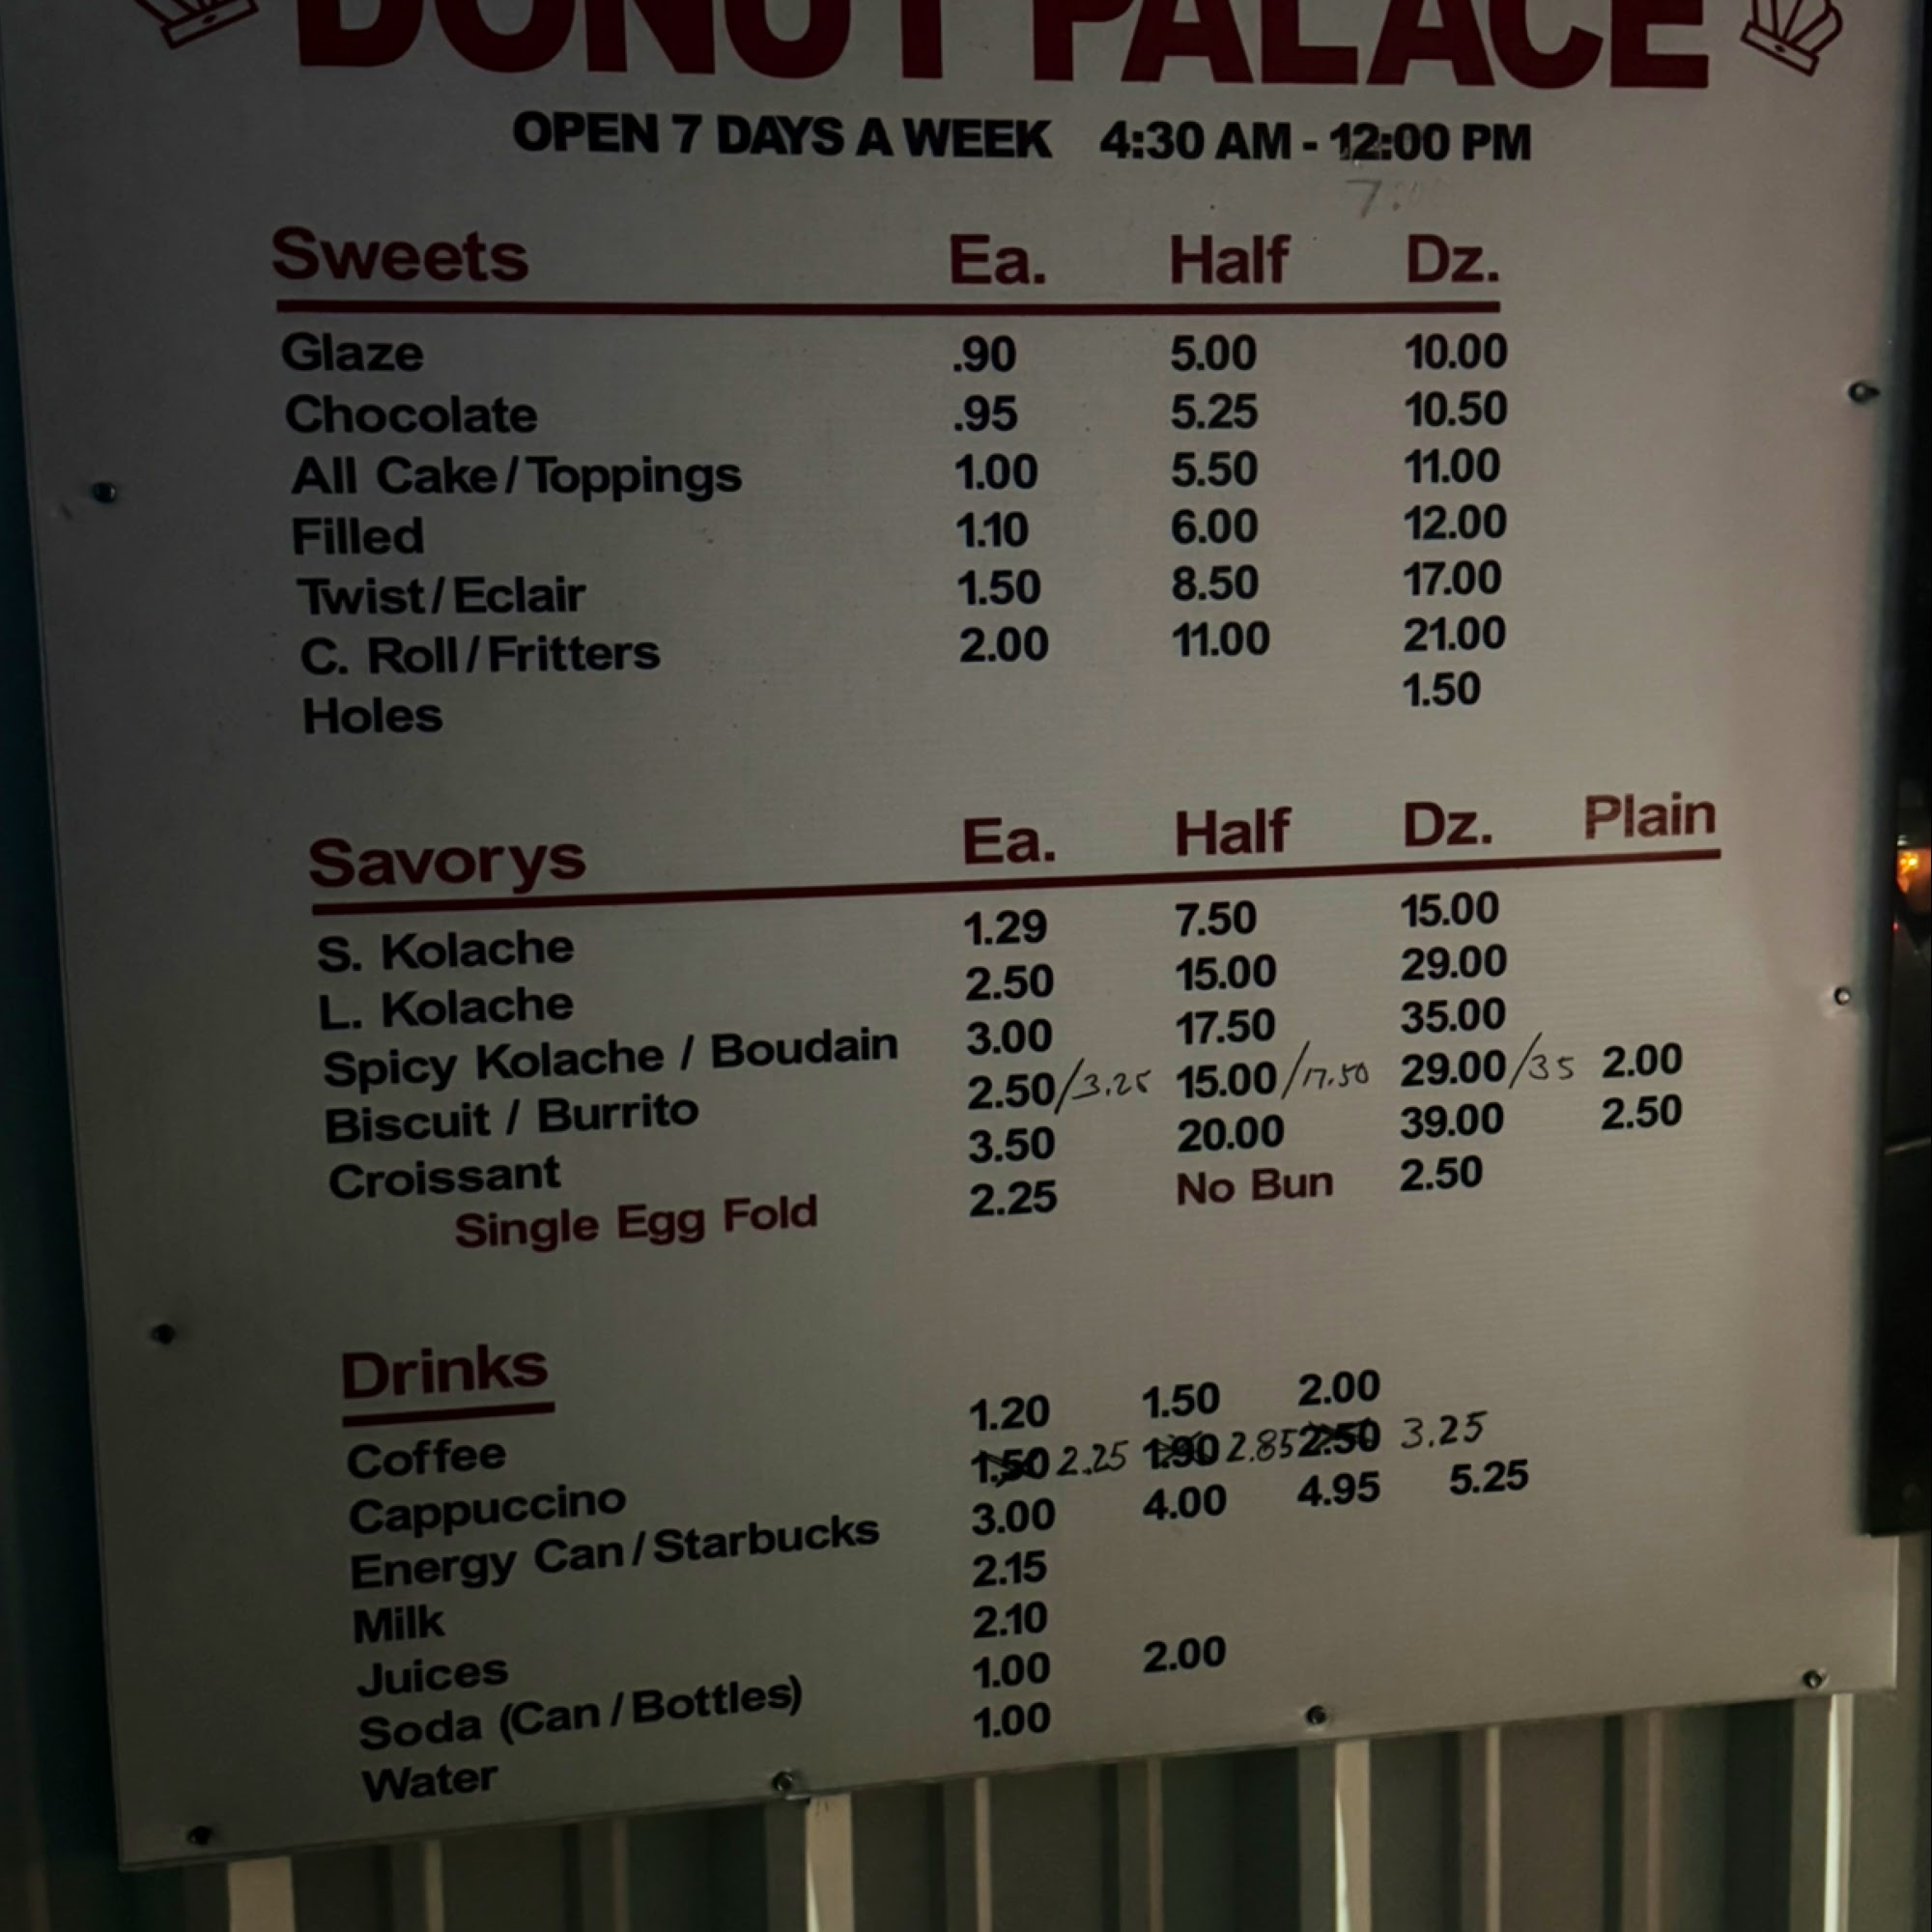 DONUT PALACE
OPEN 7 DAYS A WEEK 4:30 AM - 12:00 PM
Sweets Ea. Half Dz.
Glaze .90 5.00 10.00
Chocolate .95 5.25 10.50
All Cake/Toppings 1.00 5.50 11.00
Filled 1.10 6.00 12.00
Twist/Eclair 1.50 8.50 17.00
C. Roll/Fritters 2.00 11.00 21.00
Holes 1.50
Savorys Ea. Half Dz. Plain
S. Kolache 1.29 7.50 15.00
L. Kolache 2.50 15.00 29.00
Spicy Kolache / Boudain 3.00 17.50 35.00
Biscuit / Burrito 2.50/3.25 15.00/17.50 29.00/35 2.00
Croissant 3.50 20.00 39.00 2.50
Single Egg Fold 2.25 No Bun 2.50
Drinks
Coffee 1.20 1.50 2.00
Cappuccino 1.50 2.25 1.90 2.85 2.50 3.25
Energy Can/Starbucks 3.00 4.00 4.95 5.25
Milk 2.15
Juices 2.10
Soda (Can/Bottles) 1.00 2.00
Water 1.00